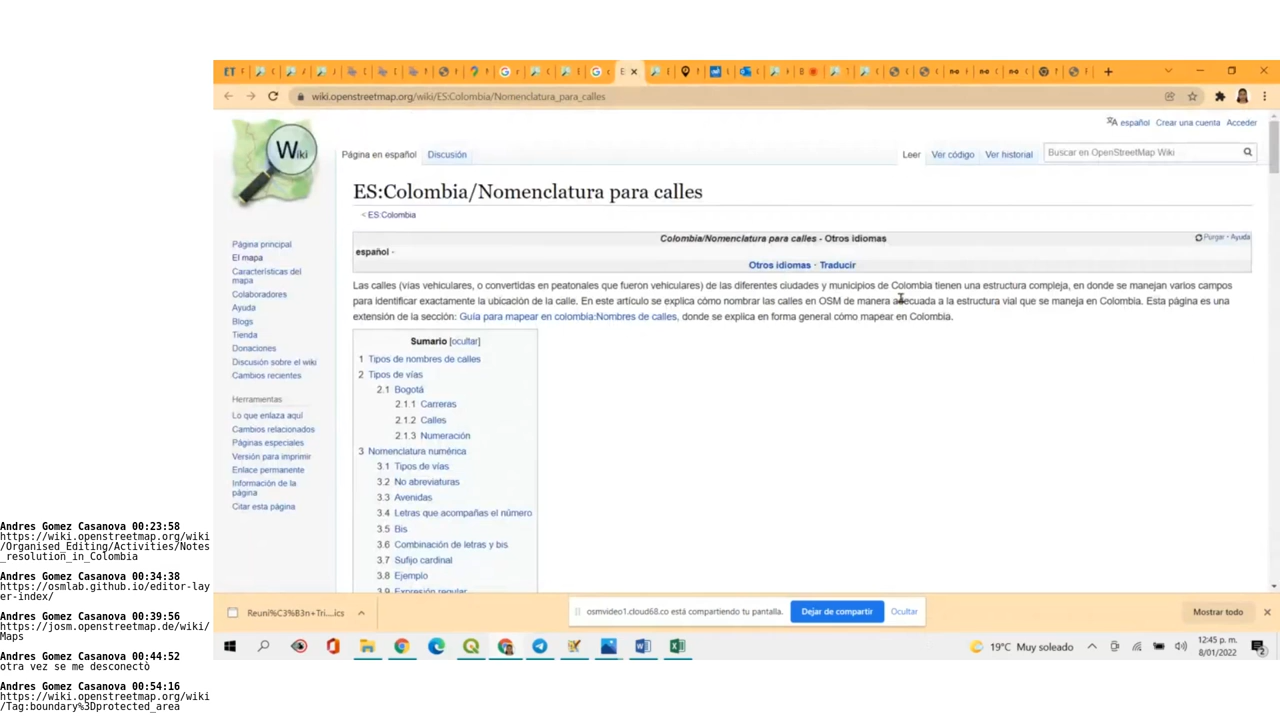 ET
wiki.openstreetmap.org/wiki/ES:Colombia/Nomenclatura_para_calles
español Crear una cuenta Acceder
Wiki
Página en español Discusión Leer Ver código Ver historial Buscar en OpenStreetMap Wiki
ES:Colombia/Nomenclatura para calles
< ES:Colombia
Colombia/Nomenclatura para calles - Otros idiomas
Purgar - Ayuda
español ·
Otros idiomas · Traducir
Las calles (vías vehiculares, o convertidas en peatonales que fueron vehiculares) de las diferentes ciudades y municipios de Colombia tienen una estructura compleja, en donde se manejan varios campos
para identificar exactamente la ubicación de la calle. En este artículo se explica cómo nombrar las calles en OSM de manera adecuada a la estructura vial que se maneja en Colombia. Esta página es una
extensión de la sección: Guía para mapear en colombia:Nombres de calles, donde se explica en forma general cómo mapear en Colombia.
Página principal
El mapa
Características del
mapa
Colaboradores
Ayuda
Blogs
Tienda
Donaciones
Discusión sobre el wiki
Cambios recientes
Herramientas
Lo que enlaza aquí
Cambios relacionados
Páginas especiales
Versión para imprimir
Enlace permanente
Información de la
página
Citar esta página
Sumario [ocultar]
1 Tipos de nombres de calles
2 Tipos de vías
2.1 Bogotá
2.1.1 Carreras
2.1.2 Calles
2.1.3 Numeración
3 Nomenclatura numérica
3.1 Tipos de vías
3.2 No abreviaturas
3.3 Avenidas
3.4 Letras que acompañas el número
3.5 Bis
3.6 Combinación de letras y bis
3.7 Sufijo cardinal
3.8 Ejemplo
3.9 Expresión regular
Reuni%C3%B3n+Tri....ics
osmvideo1.cloud68.co está compartiendo tu pantalla. Dejar de compartir Ocultar
Mostrar todo
19°C Muy soleado
12:45 p. m.
8/01/2022
2
Andres Gomez Casanova 00:23:58
https://wiki.openstreetmap.org/wiki
/Organised_Editing/Activities/Notes
_resolution_in_Colombia
Andres Gomez Casanova 00:34:38
https://osmlab.github.io/editor-lay
er-index/
Andres Gomez Casanova 00:39:56
https://josm.openstreetmap.de/wiki/
Maps
Andres Gomez Casanova 00:44:52
otra vez se me desconectò
Andres Gomez Casanova 00:54:16
https://wiki.openstreetmap.org/wiki
/Tag:boundary%3Dprotected_area